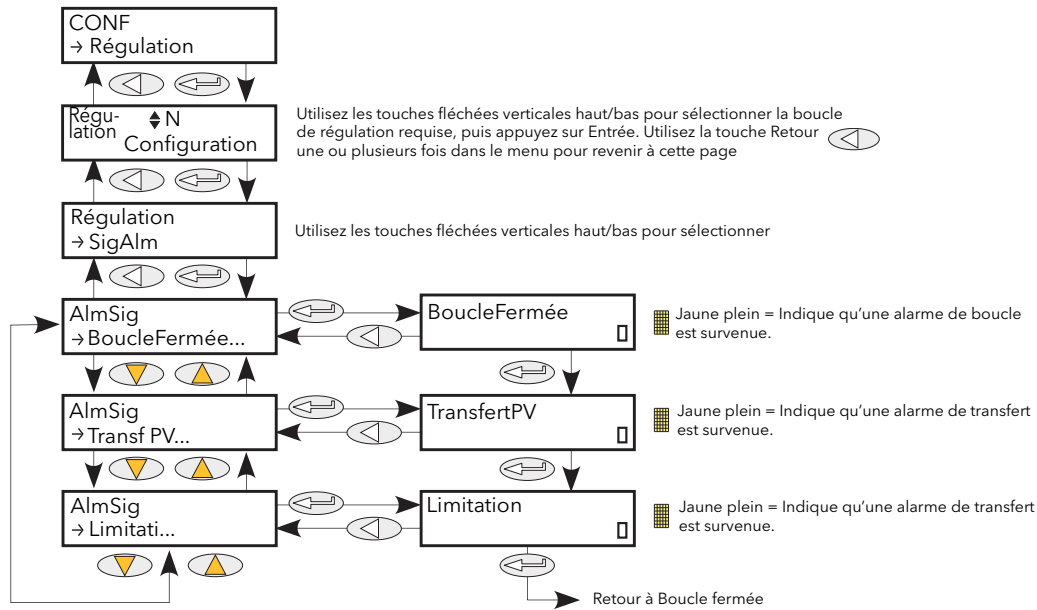 CONF
→ Régulation
Régu-
lation
N
Configuration
Utilisez les touches fléchées verticales haut/bas pour sélectionner la boucle
de régulation requise, puis appuyez sur Entrée. Utilisez la touche Retour
une ou plusieurs fois dans le menu pour revenir à cette page
Régulation
→ SigAlm
Utilisez les touches fléchées verticales haut/bas pour sélectionner
AlmSig
→ BoucleFermée...
BoucleFermée
Jaune plein = Indique qu'une alarme de boucle
est survenue.
AlmSig
→ Transf PV...
TransfertPV
Jaune plein = Indique qu'une alarme de transfert
est survenue.
AlmSig
→ Limitati...
Limitation
Jaune plein = Indique qu'une alarme de transfert
est survenue.
Retour à Boucle fermée